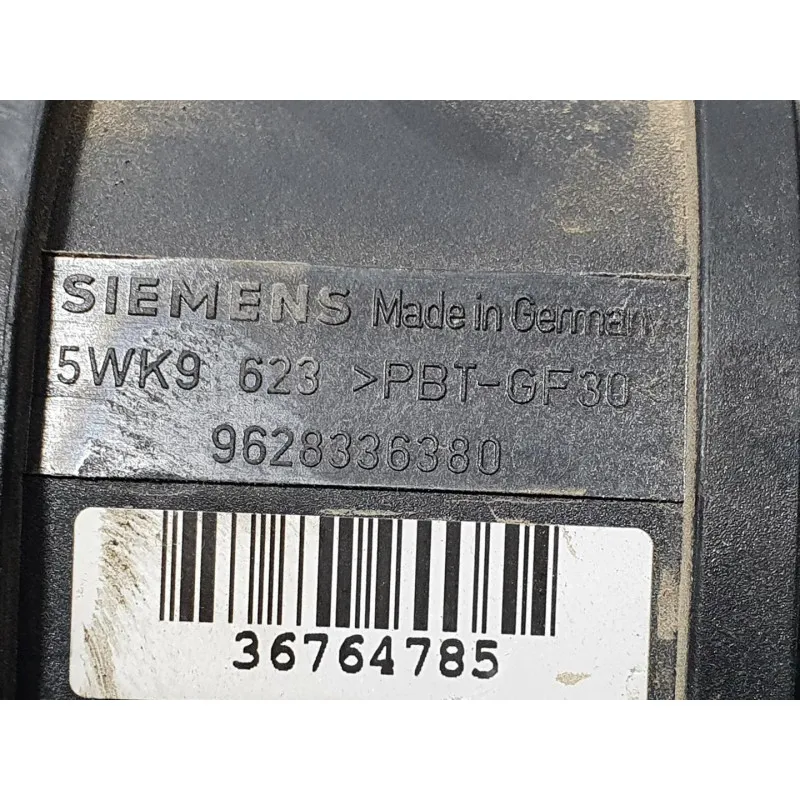 SIEMENS Made in Germany
5WK9 623 >PBT-GF30<
9628336380
36764785